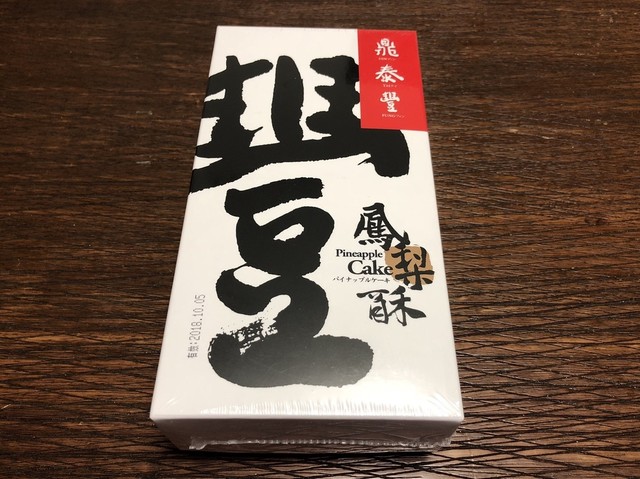 鼎
泰
豐
豐
鳳
梨
酥
Pineapple
Cake
パイナップルケーキ
2018.10.05